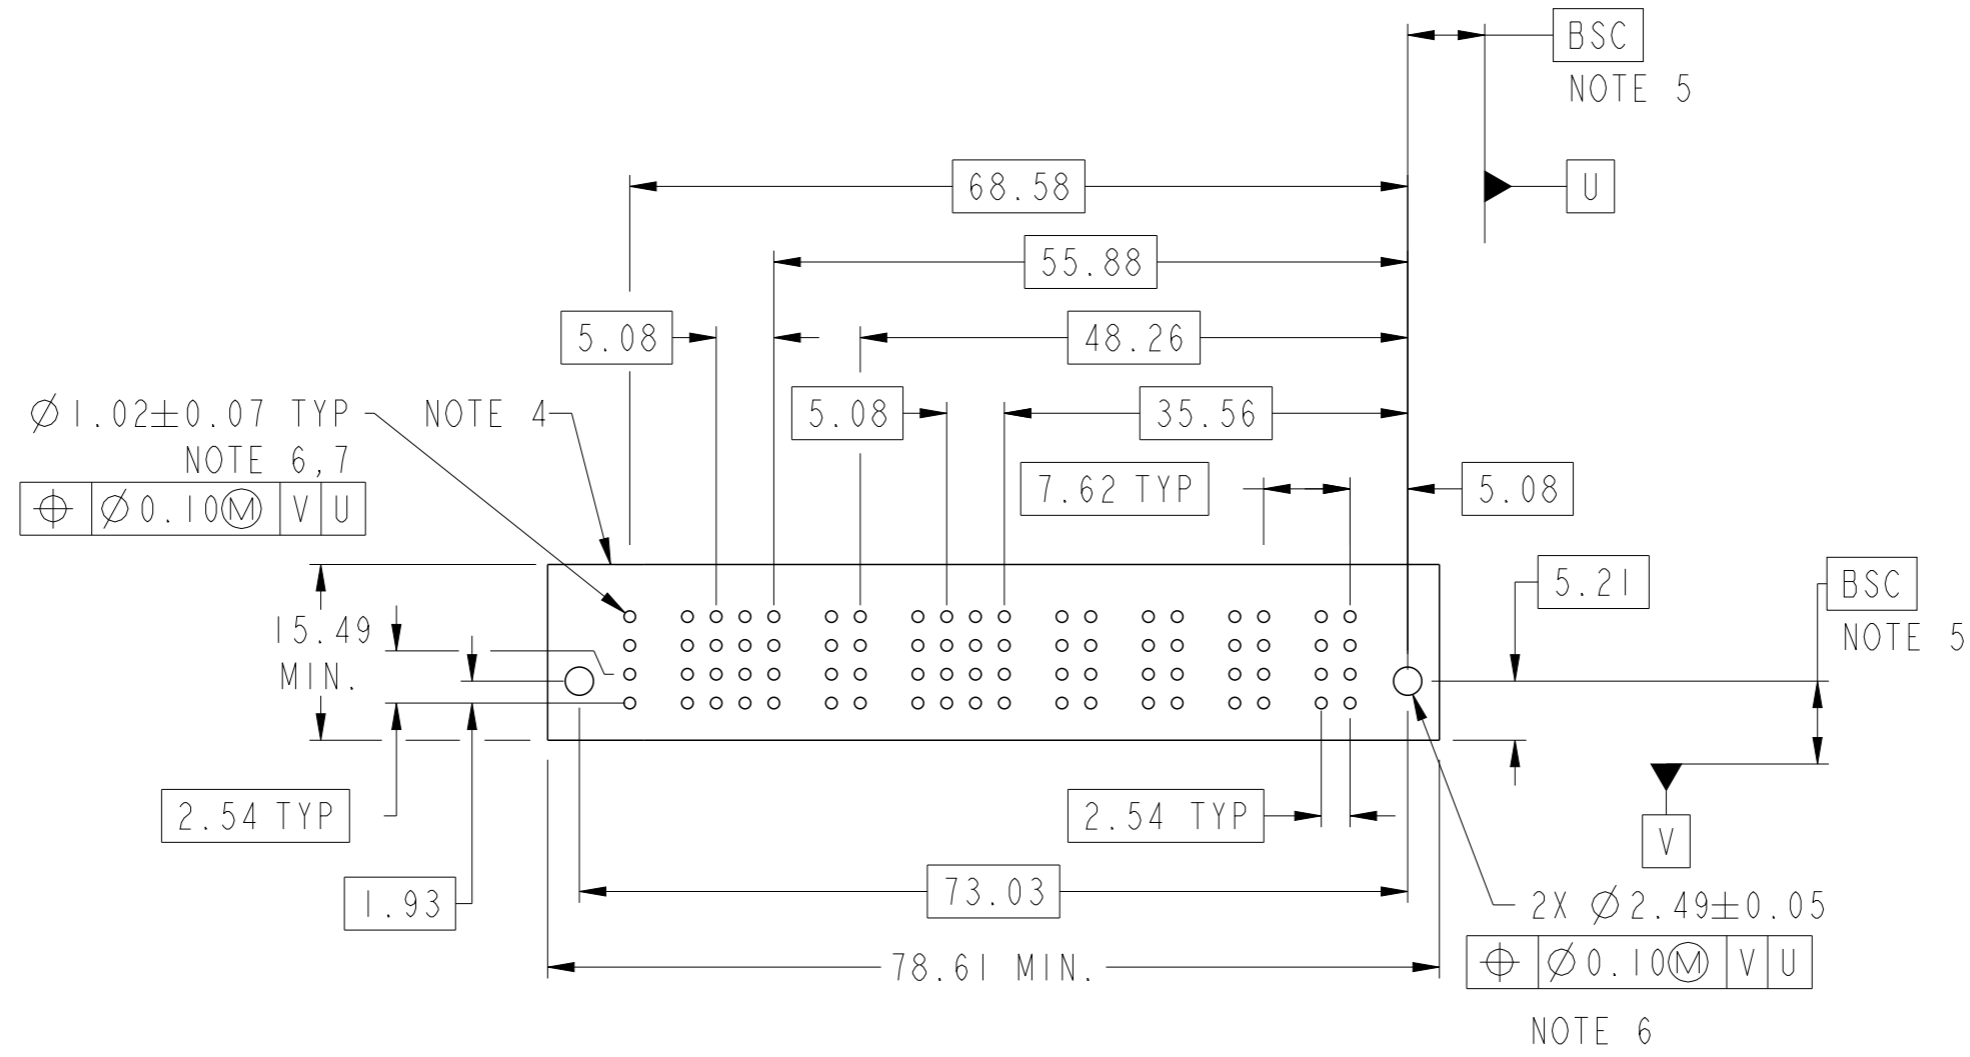 BSC
NOTE 5
68.58
U
55.88
5.08
48.26
Ø1.02±0.07 TYP
NOTE 6,7
⌖ Ø0.10Ⓜ V U
NOTE 4
5.08
35.56
7.62 TYP
5.08
5.21
BSC
NOTE 5
15.49
MIN.
2.54 TYP
2.54 TYP
V
1.93
73.03
2X Ø2.49±0.05
⌖ Ø0.10Ⓜ V U
NOTE 6
78.61 MIN.